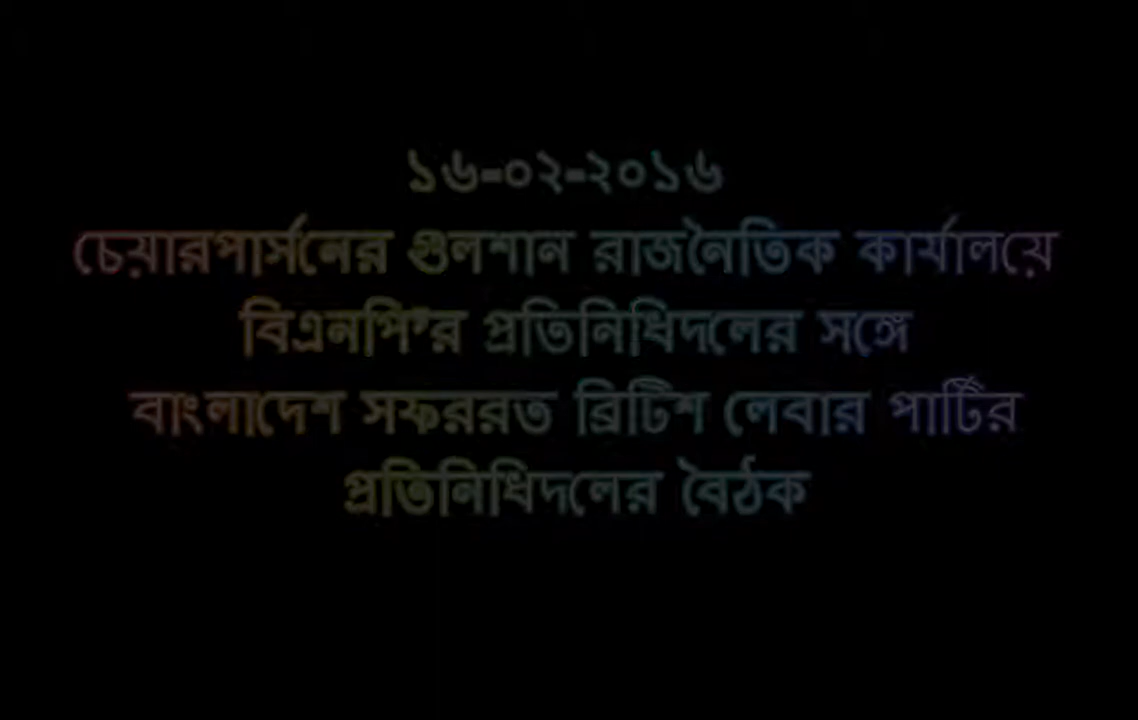 ১৬-০২-২০১৬
চেয়ারপার্সনের গুলশান রাজনৈতিক কার্যালয়ে
বিএনপি’র প্রতিনিধিদলের সঙ্গে
বাংলাদেশ সফররত ব্রিটিশ লেবার পার্টির
প্রতিনিধিদলের বৈঠক